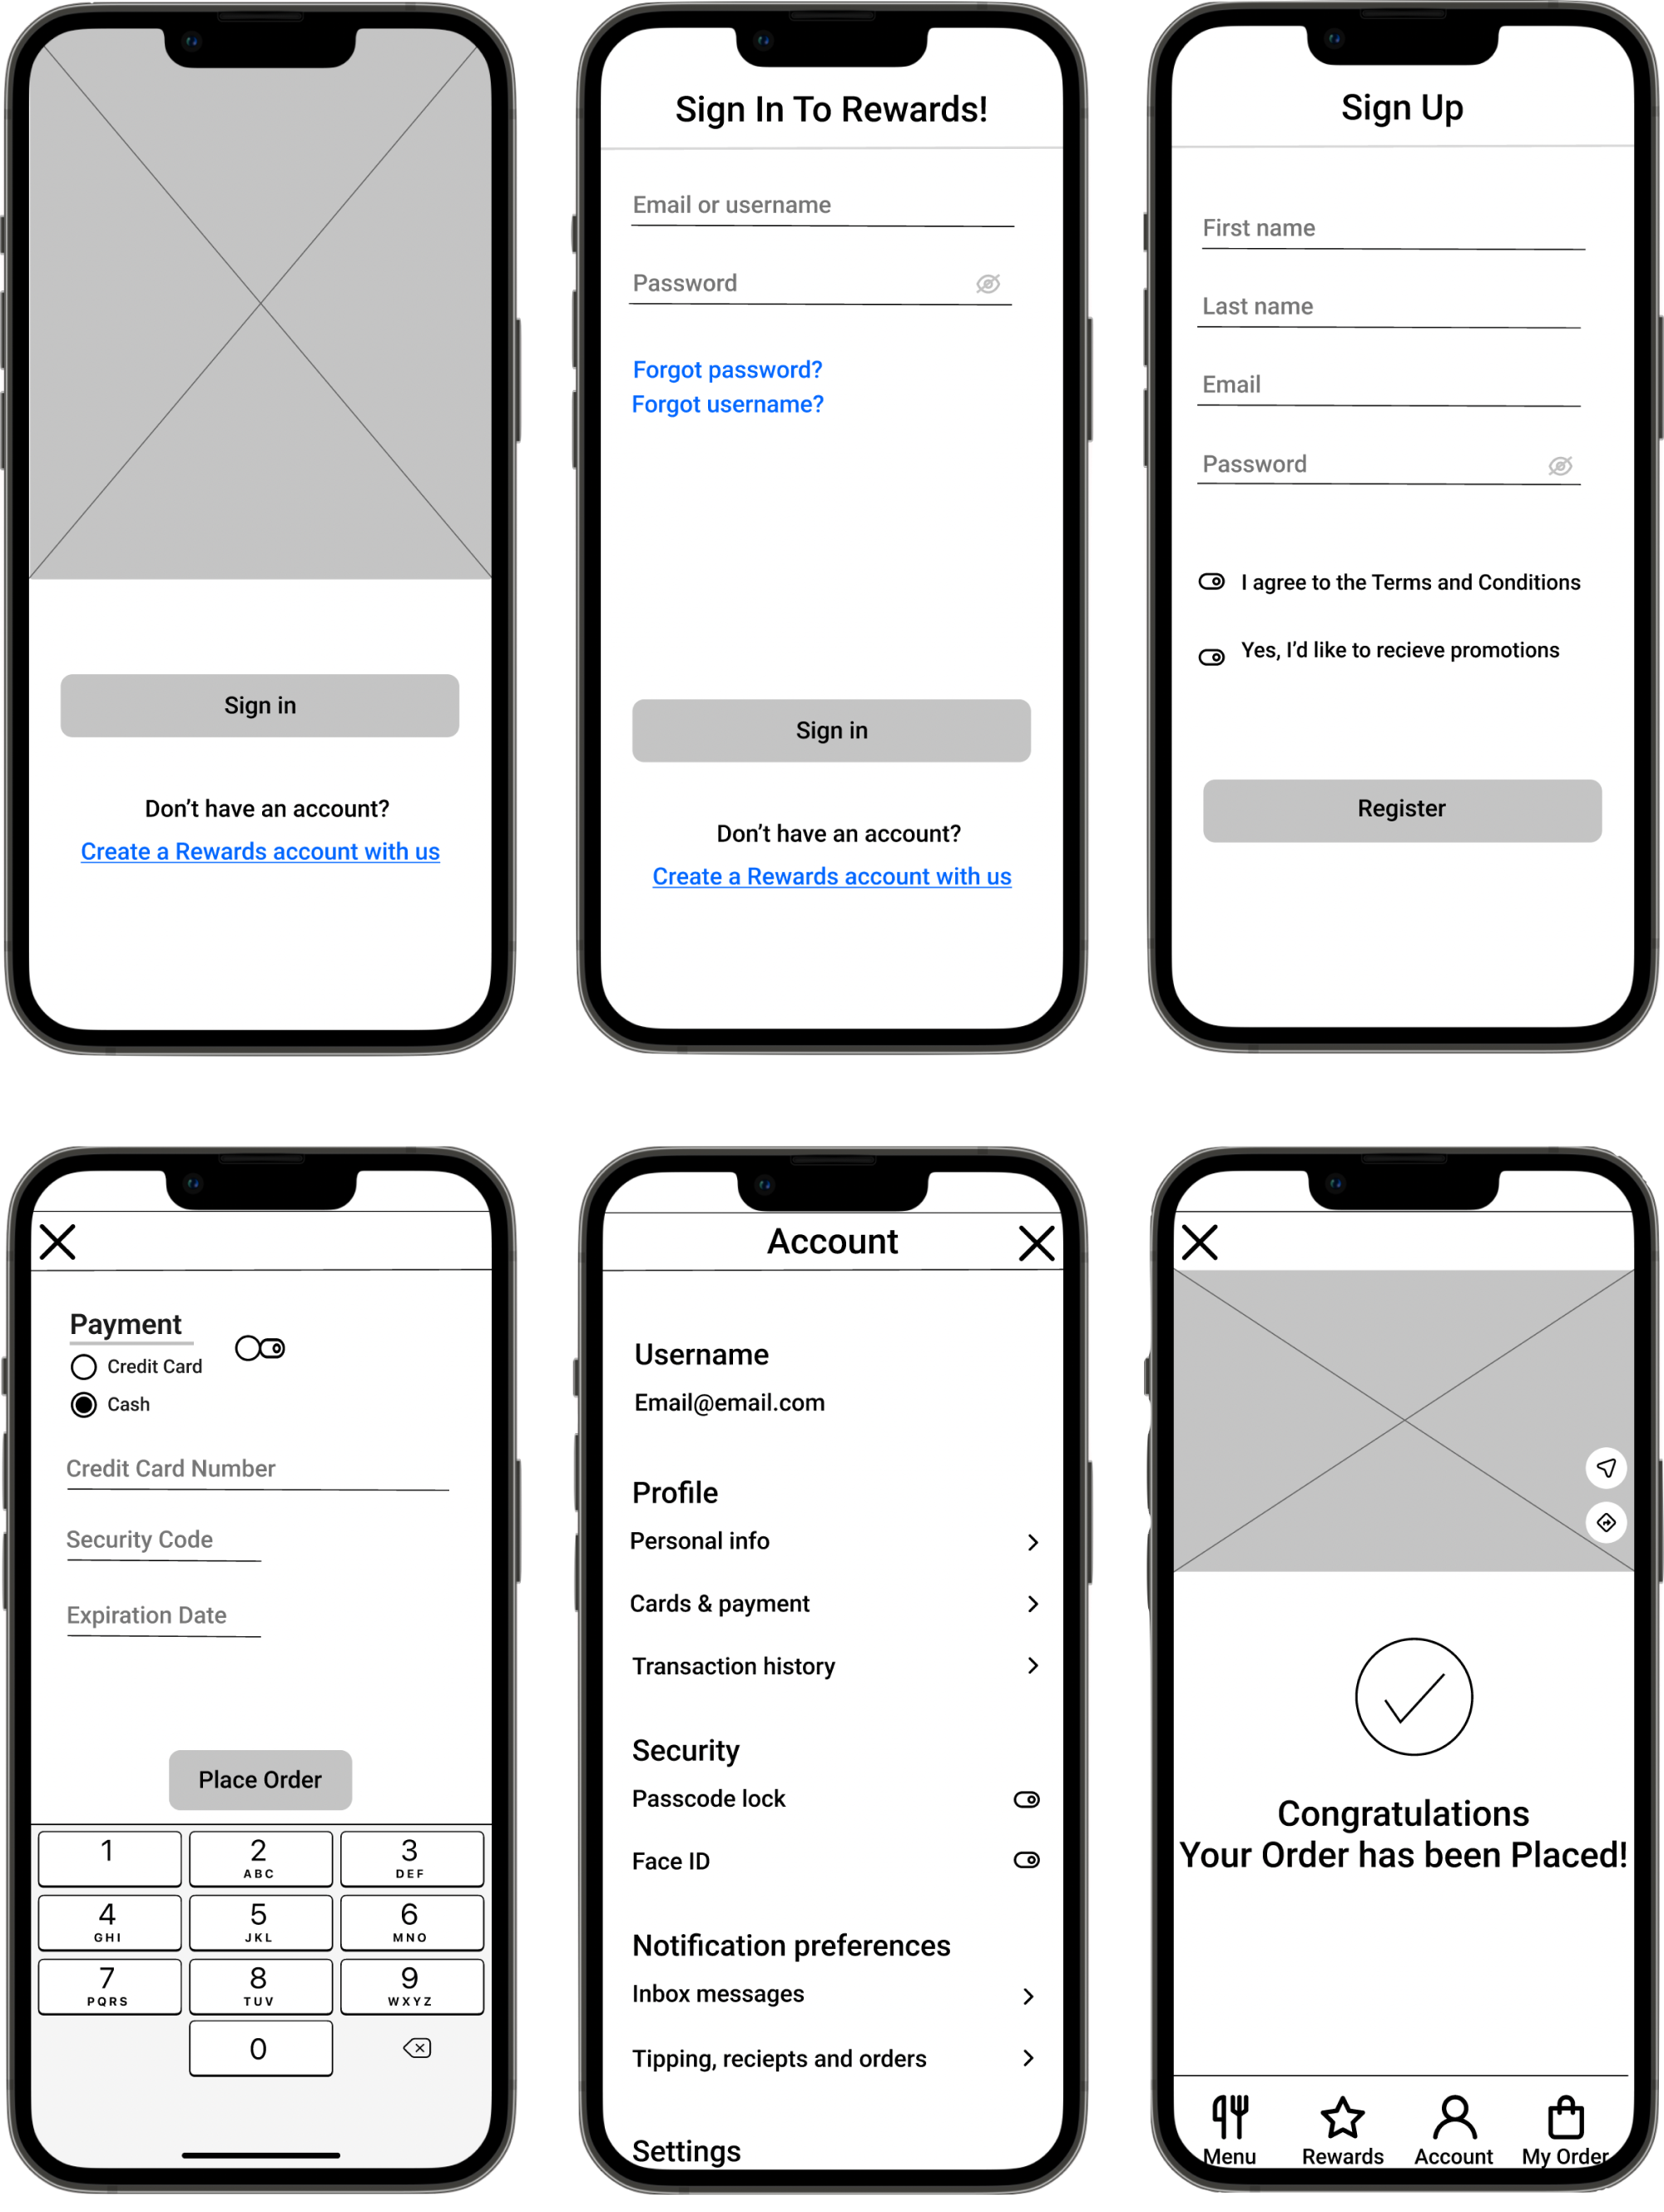 Sign in
Don't have an account?
Create a Rewards account with us
Sign In To Rewards!
Email or username
Password
Forgot password?
Forgot username?
Sign in
Don't have an account?
Create a Rewards account with us
Sign Up
First name
Last name
Email
Password
I agree to the Terms and Conditions
Yes, I'd like to recieve promotions
Register
Payment
Credit Card
Cash
Credit Card Number
Security Code
Expiration Date
Place Order
1 2 3
ABC DEF
4 5 6
GHI JKL MNO
7 8 9
PQRS TUV WXYZ
0
Account
Username
Email@email.com
Profile
Personal info
Cards & payment
Transaction history
Security
Passcode lock
Face ID
Notification preferences
Inbox messages
Tipping, reciepts and orders
Settings
Congratulations
Your Order has been Placed!
Menu Rewards Account My Order